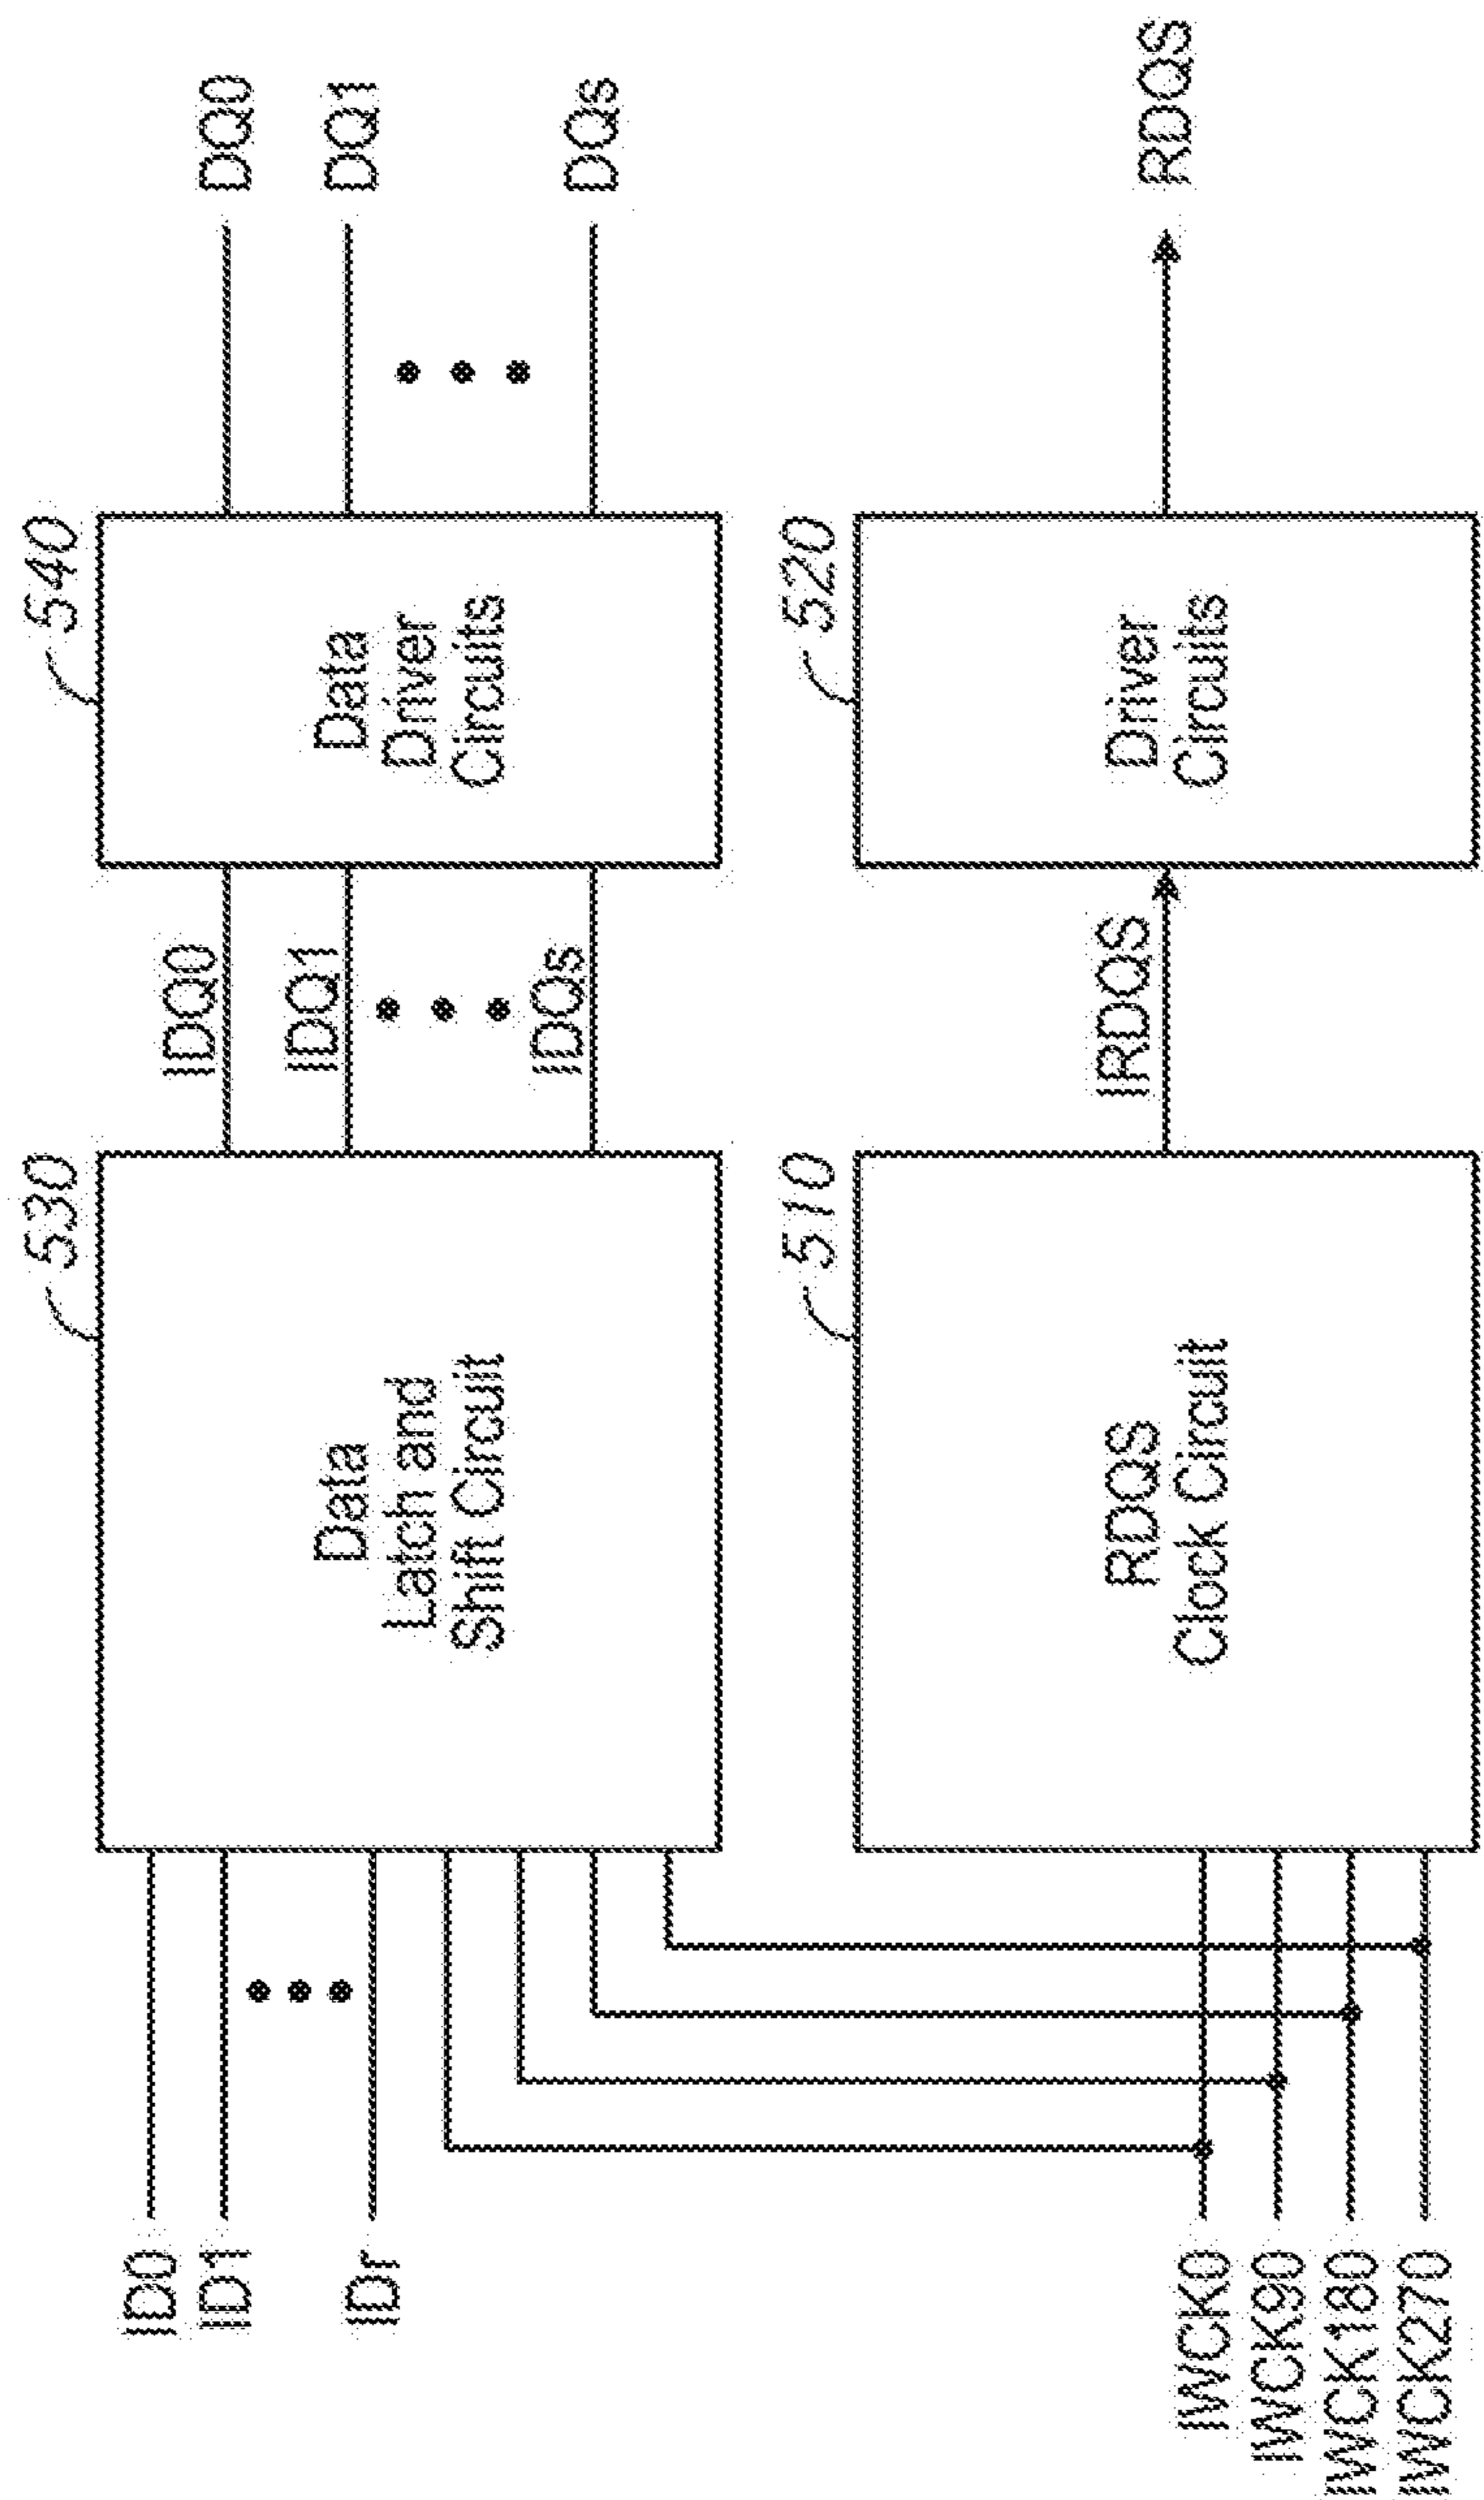 ID0
ID1
IDr
530
Data
Latch and
Shift Circuit
IDQ0
IDQ1
IDQs
540
Data
Driver
Circuits
DQ0
DQ1
DQs
IWCK0
IWCK90
IWCK180
IWCK270
510
RDQS
Clock Circuit
IRDQS
520
Driver
Circuits
RDQS